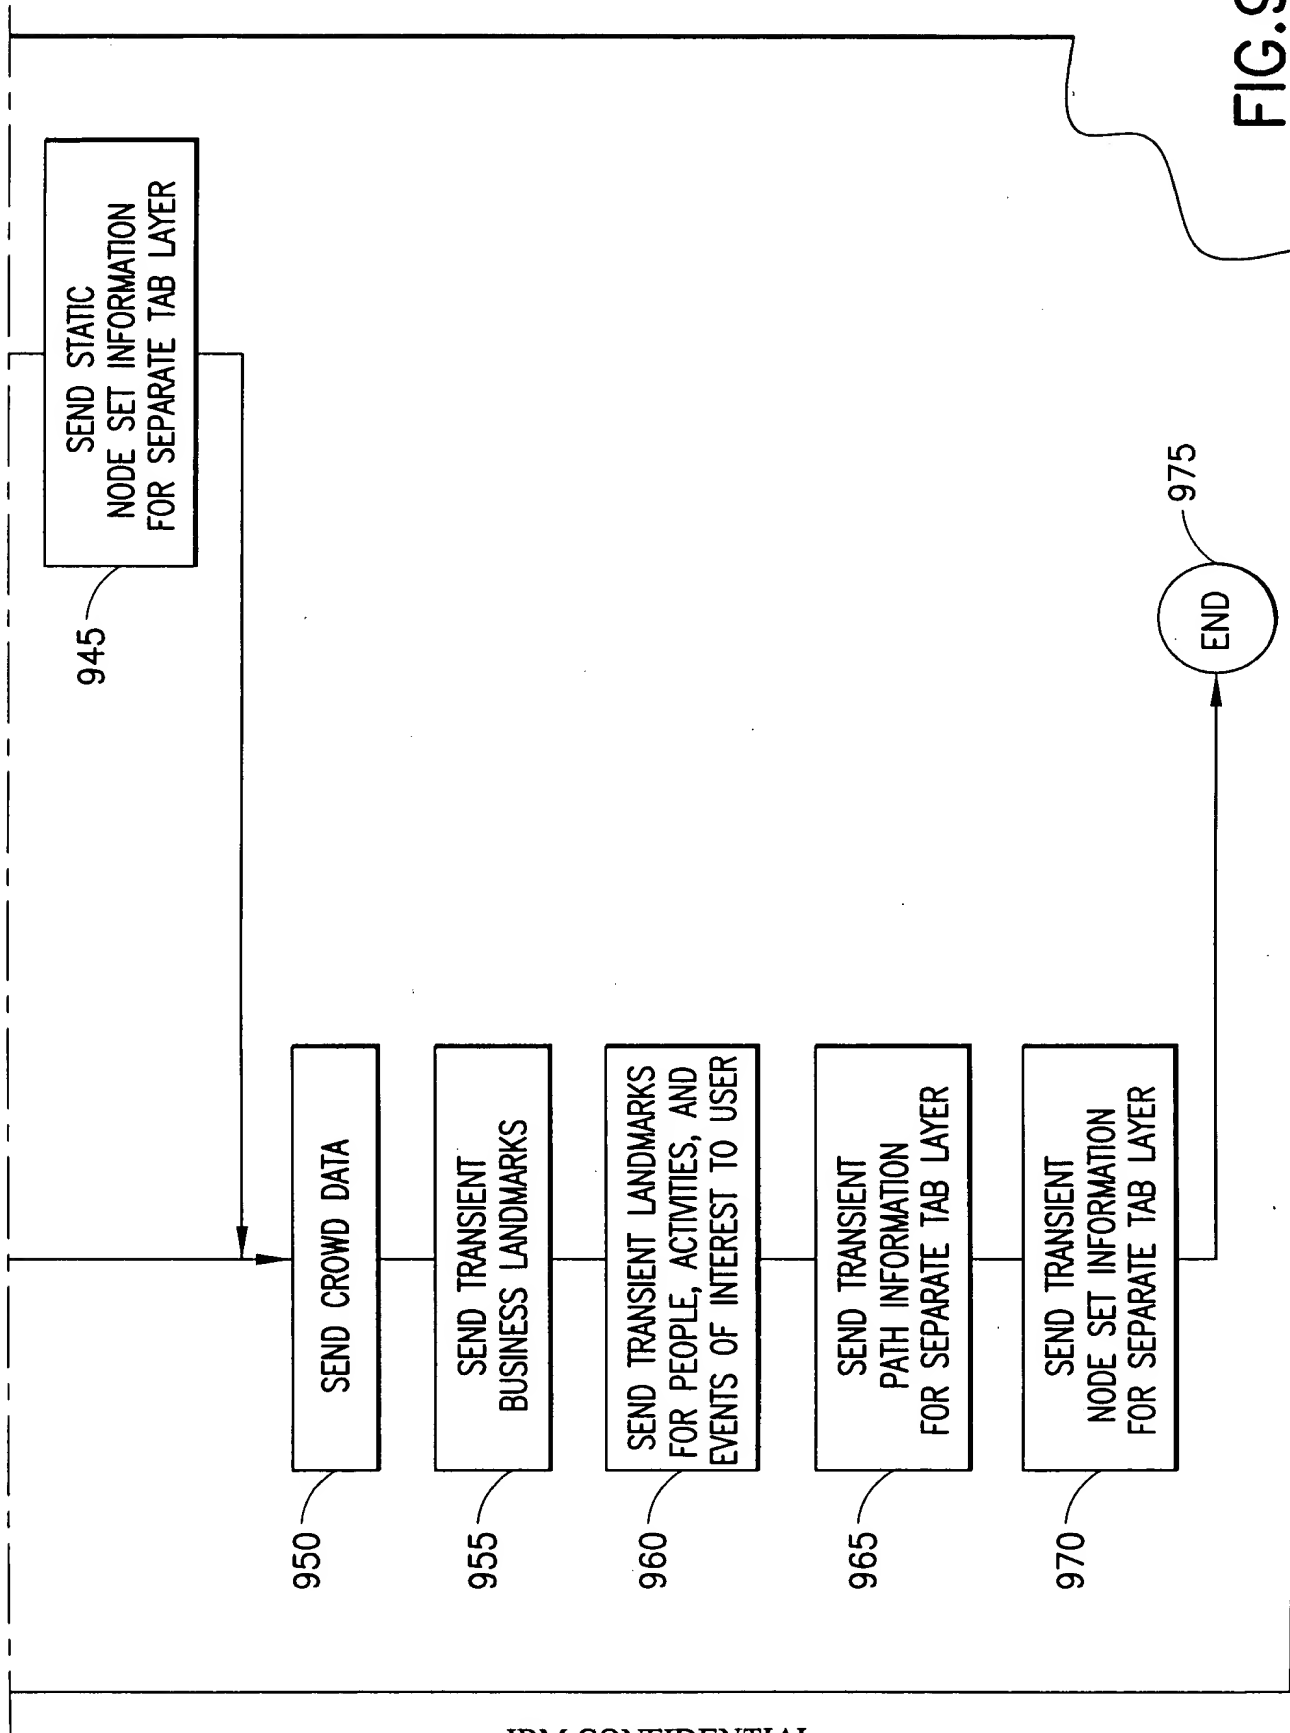 SEND STATIC
NODE SET INFORMATION
FOR SEPARATE TAB LAYER
945
950
SEND CROWD DATA
955
SEND TRANSIENT
BUSINESS LANDMARKS
960
SEND TRANSIENT LANDMARKS
FOR PEOPLE, ACTIVITIES, AND
EVENTS OF INTEREST TO USER
965
SEND TRANSIENT
PATH INFORMATION
FOR SEPARATE TAB LAYER
970
SEND TRANSIENT
NODE SET INFORMATION
FOR SEPARATE TAB LAYER
END
975
FIG.9
IBM CONFIDENTIAL